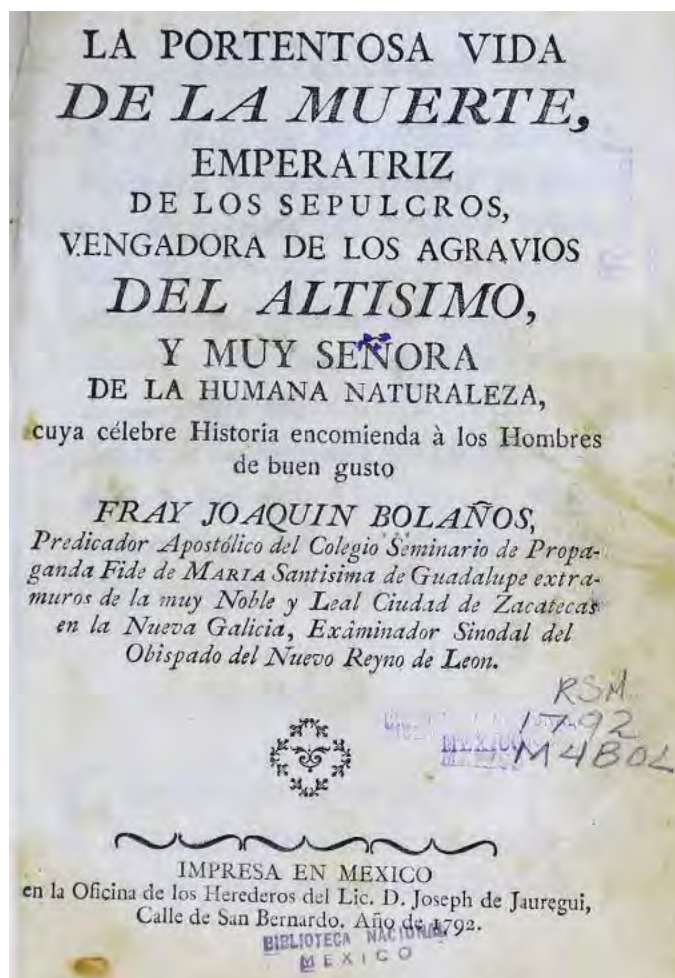 LA PORTENTOSA VIDA
DE LA MUERTE,
EMPERATRIZ
DE LOS SEPULCROS,
VENGADORA DE LOS AGRAVIOS
DEL ALTISIMO,
Y MUY SEÑORA
DE LA HUMANA NATURALEZA,
cuya célebre Historia encomienda à los Hombres
de buen gusto
FRAY JOAQUIN BOLAÑOS,
Predicador Apostólico del Colegio Seminario de Propa-
ganda Fide de MARIA Santisima de Guadalupe extra-
muros de la muy Noble y Leal Ciudad de Zacatecas
en la Nueva Galicia, Exâminador Sinodal del
Obispado del Nuevo Reyno de Leon.
RSM
1792
M4BOL
MEXICO
IMPRESA EN MEXICO
en la Oficina de los Herederos del Lic. D. Joseph de Jauregui,
Calle de San Bernardo. Año de 1792.
BIBLIOTECA NACIONAL
MEXICO